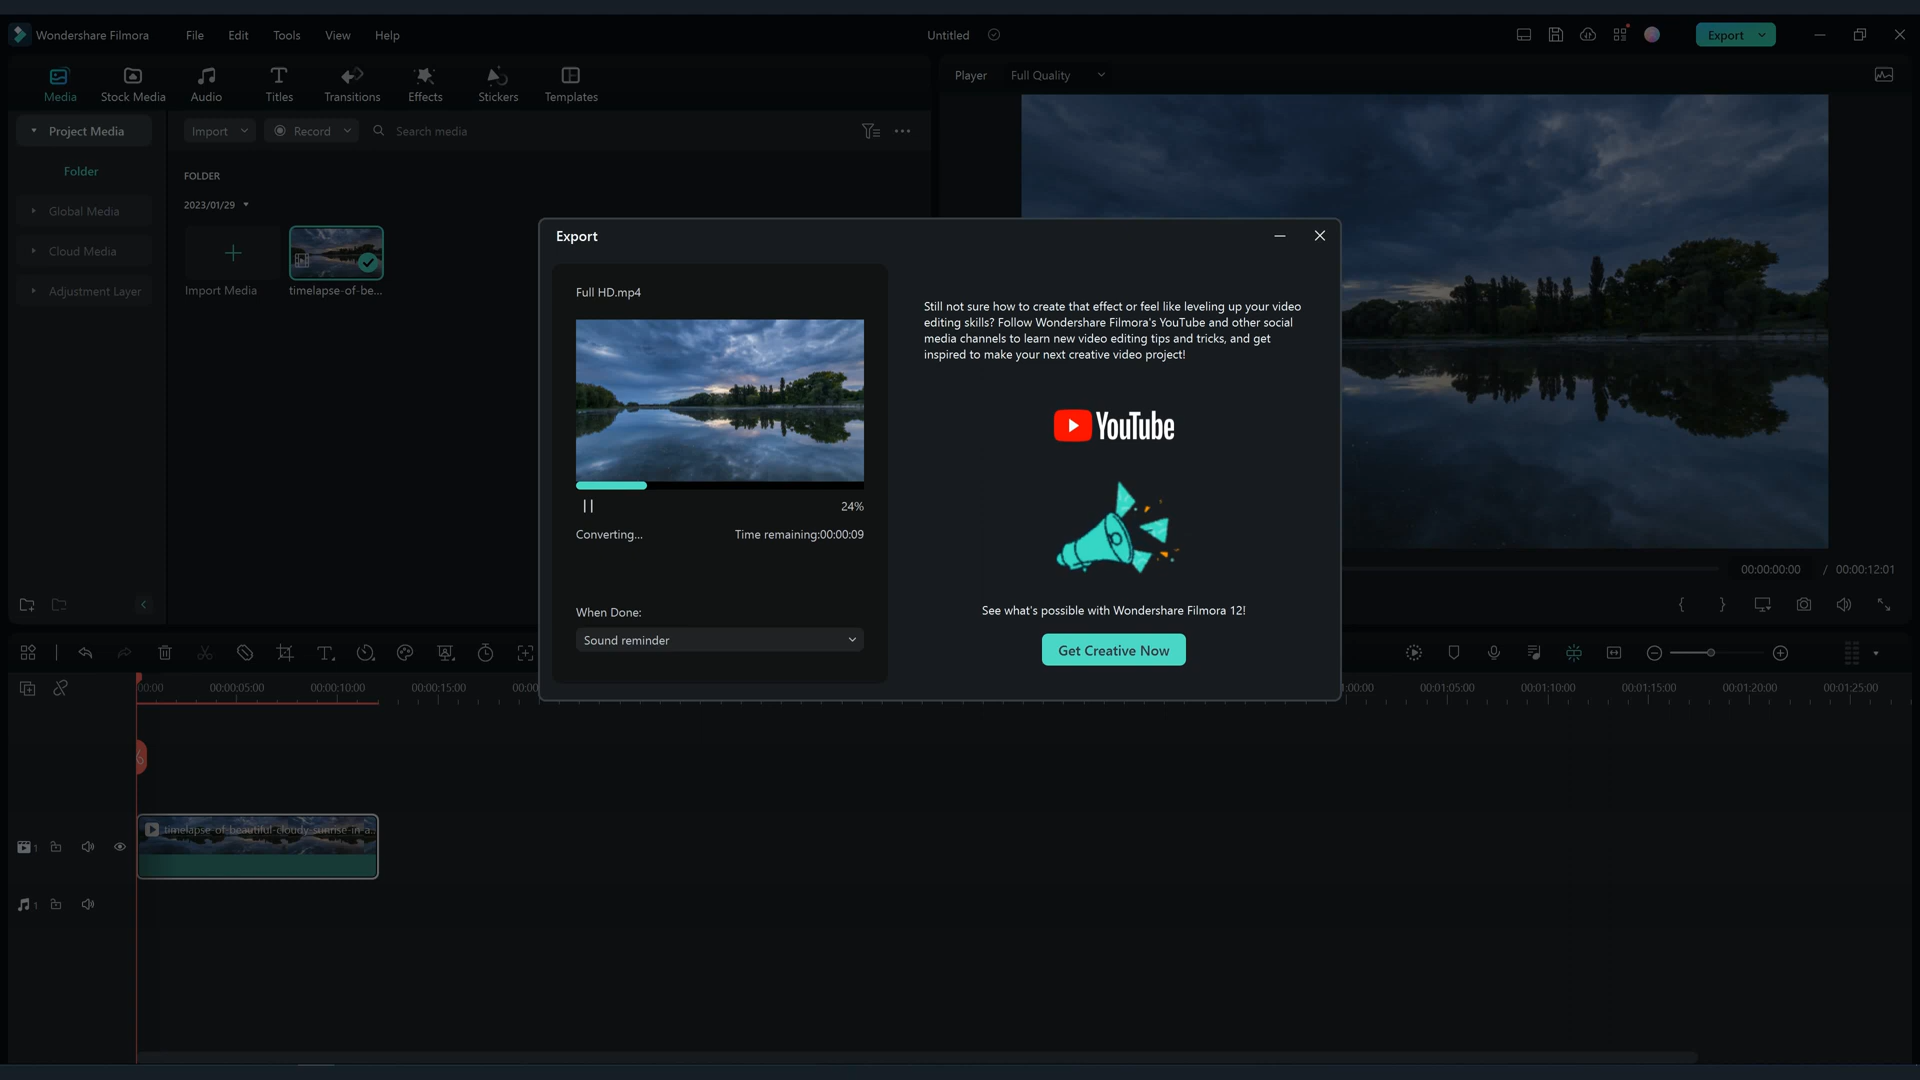 Wondershare Filmora
File
Edit
Tools
View
Help
Untitled
Export
Media
Stock Media
Audio
Titles
Transitions
Effects
Stickers
Templates
Player
Full Quality
Project Media
Import
Record
Search media
Folder
FOLDER
Global Media
2023/01/29
Cloud Media
Adjustment Layer
Import Media
timelapse-of-be...
Export
Full HD.mp4
24%
Converting...
Time remaining:00:00:09
When Done:
Sound reminder
Still not sure how to create that effect or feel like leveling up your video
editing skills? Follow Wondershare Filmora's YouTube and other social
media channels to learn new video editing tips and tricks, and get
inspired to make your next creative video project!
YouTube
See what's possible with Wondershare Filmora 12!
Get Creative Now
00:00:00:00
/ 00:00:12:01
00:00
00:00:05:00
00:00:10:00
00:00:15:00
00:00
1:00:00
00:01:05:00
00:01:10:00
00:01:15:00
00:01:20:00
00:01:25:00
timelapse-of-beautiful-cloudy-sunrise-in-a...
1
1